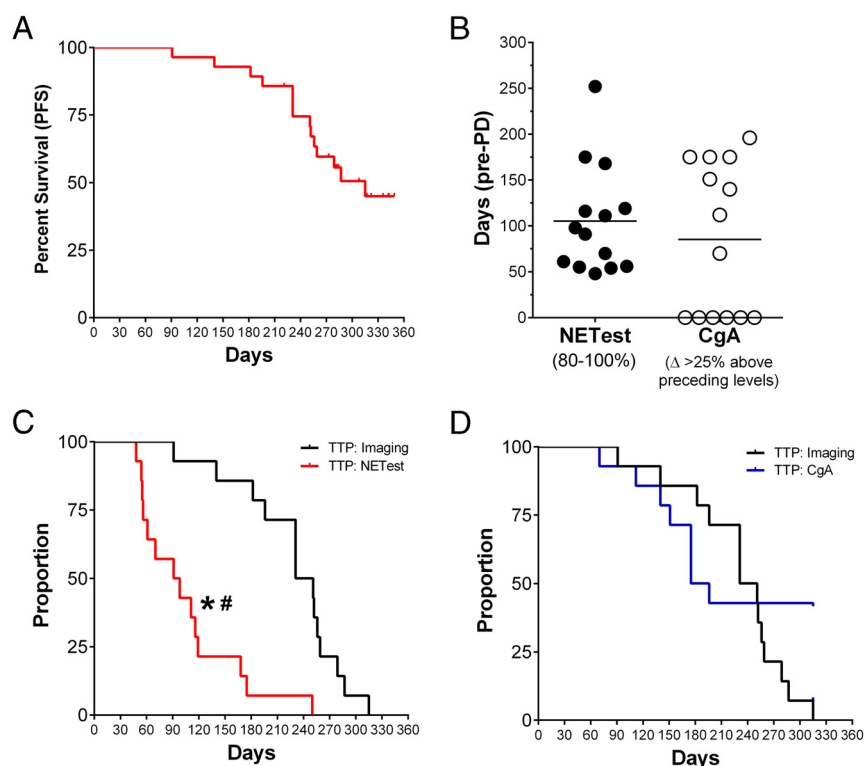 A
Percent Survival (PFS)
100
75
50
25
0
0 30 60 90 120 150 180 210 240 270 300 330 360
Days
B
Days (pre-PD)
300
250
200
150
100
50
0
NETest CgA
(80-100%) (Δ >25% above
preceding levels)
C
Proportion
100
75
50
25
0
TTP: Imaging
TTP: NETest
*#
0 30 60 90 120 150 180 210 240 270 300 330 360
Days
D
Proportion
100
75
50
25
0
TTP: Imaging
TTP: CgA
0 30 60 90 120 150 180 210 240 270 300 330 360
Days